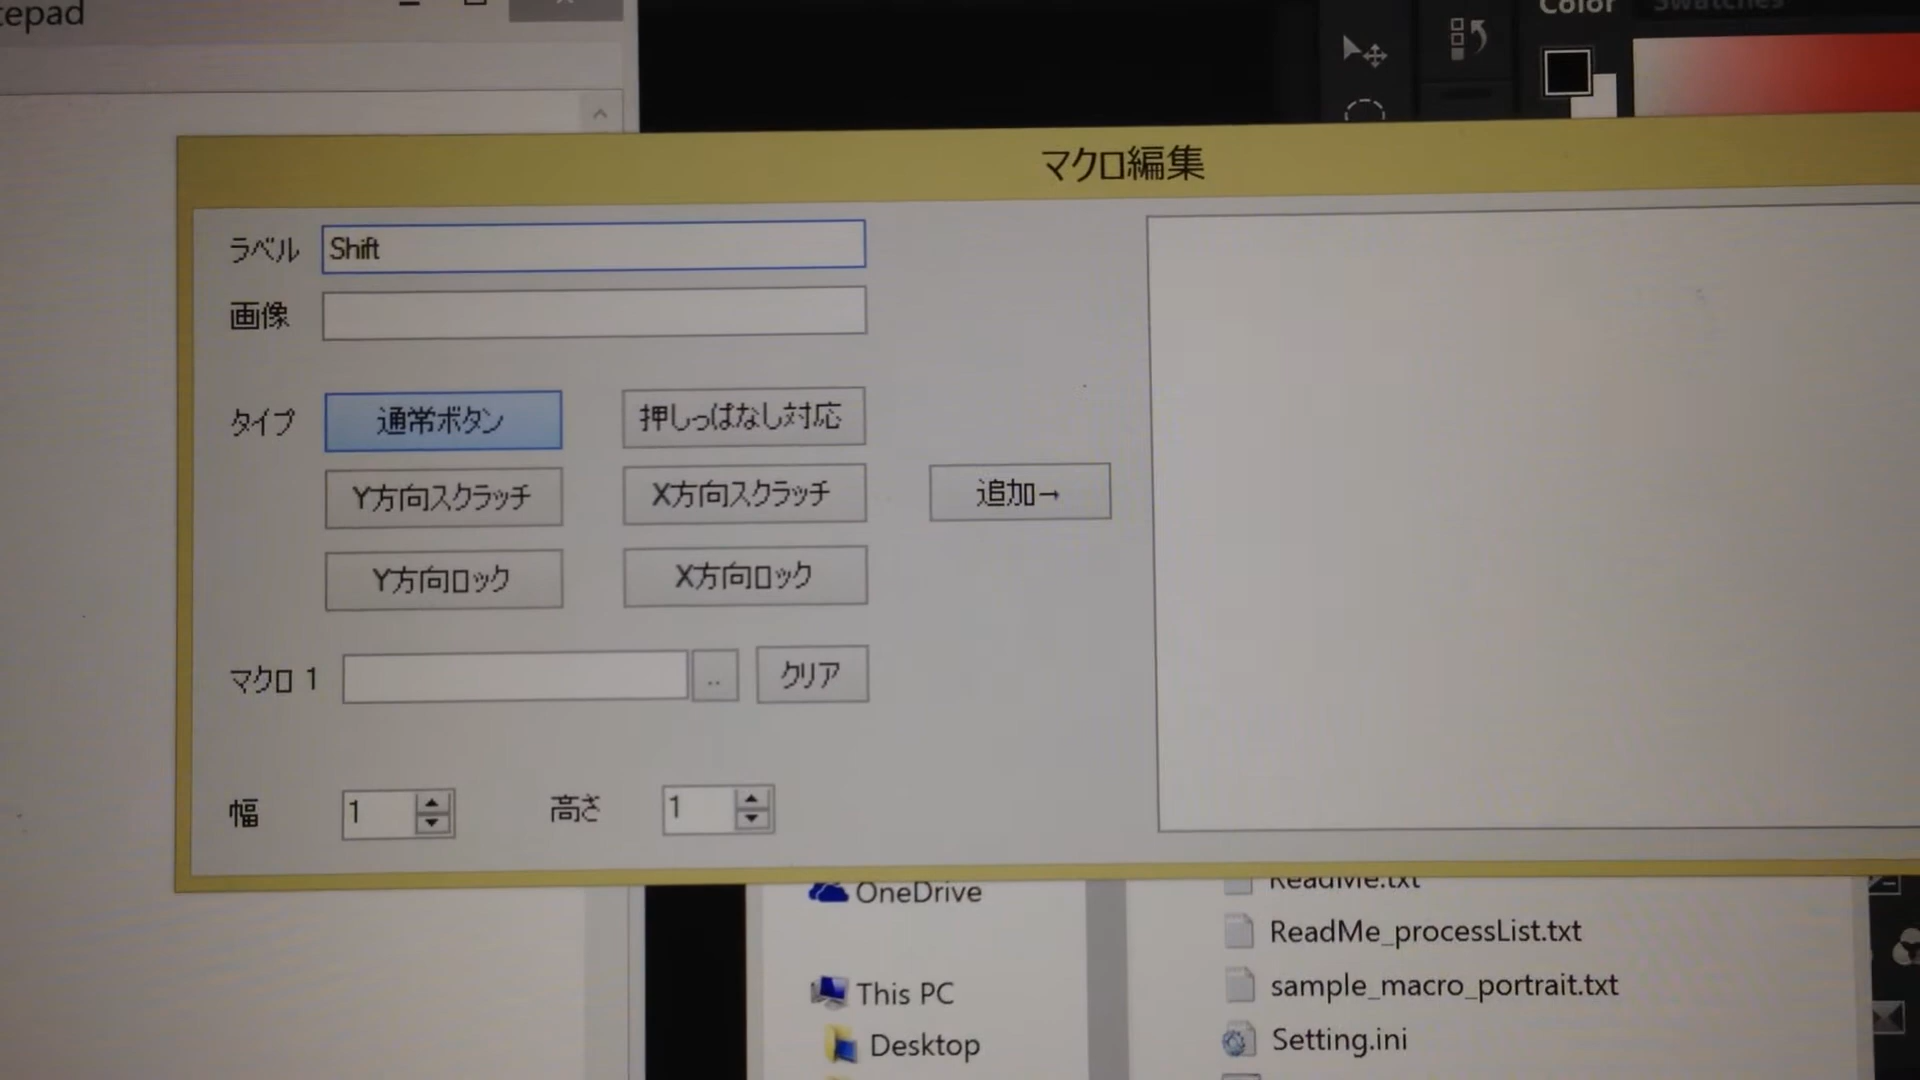 Color Swatches
マクロ編集
ラベル Shift
画像
タイプ 通常ボタン 押しっぱなし対応
Y方向スクラッチ X方向スクラッチ 追加→
Y方向ロック X方向ロック
マクロ 1 .. クリア
幅 1 高さ 1
OneDrive
ReadMe.txt
ReadMe_processList.txt
This PC
sample_macro_portrait.txt
Desktop
Setting.ini